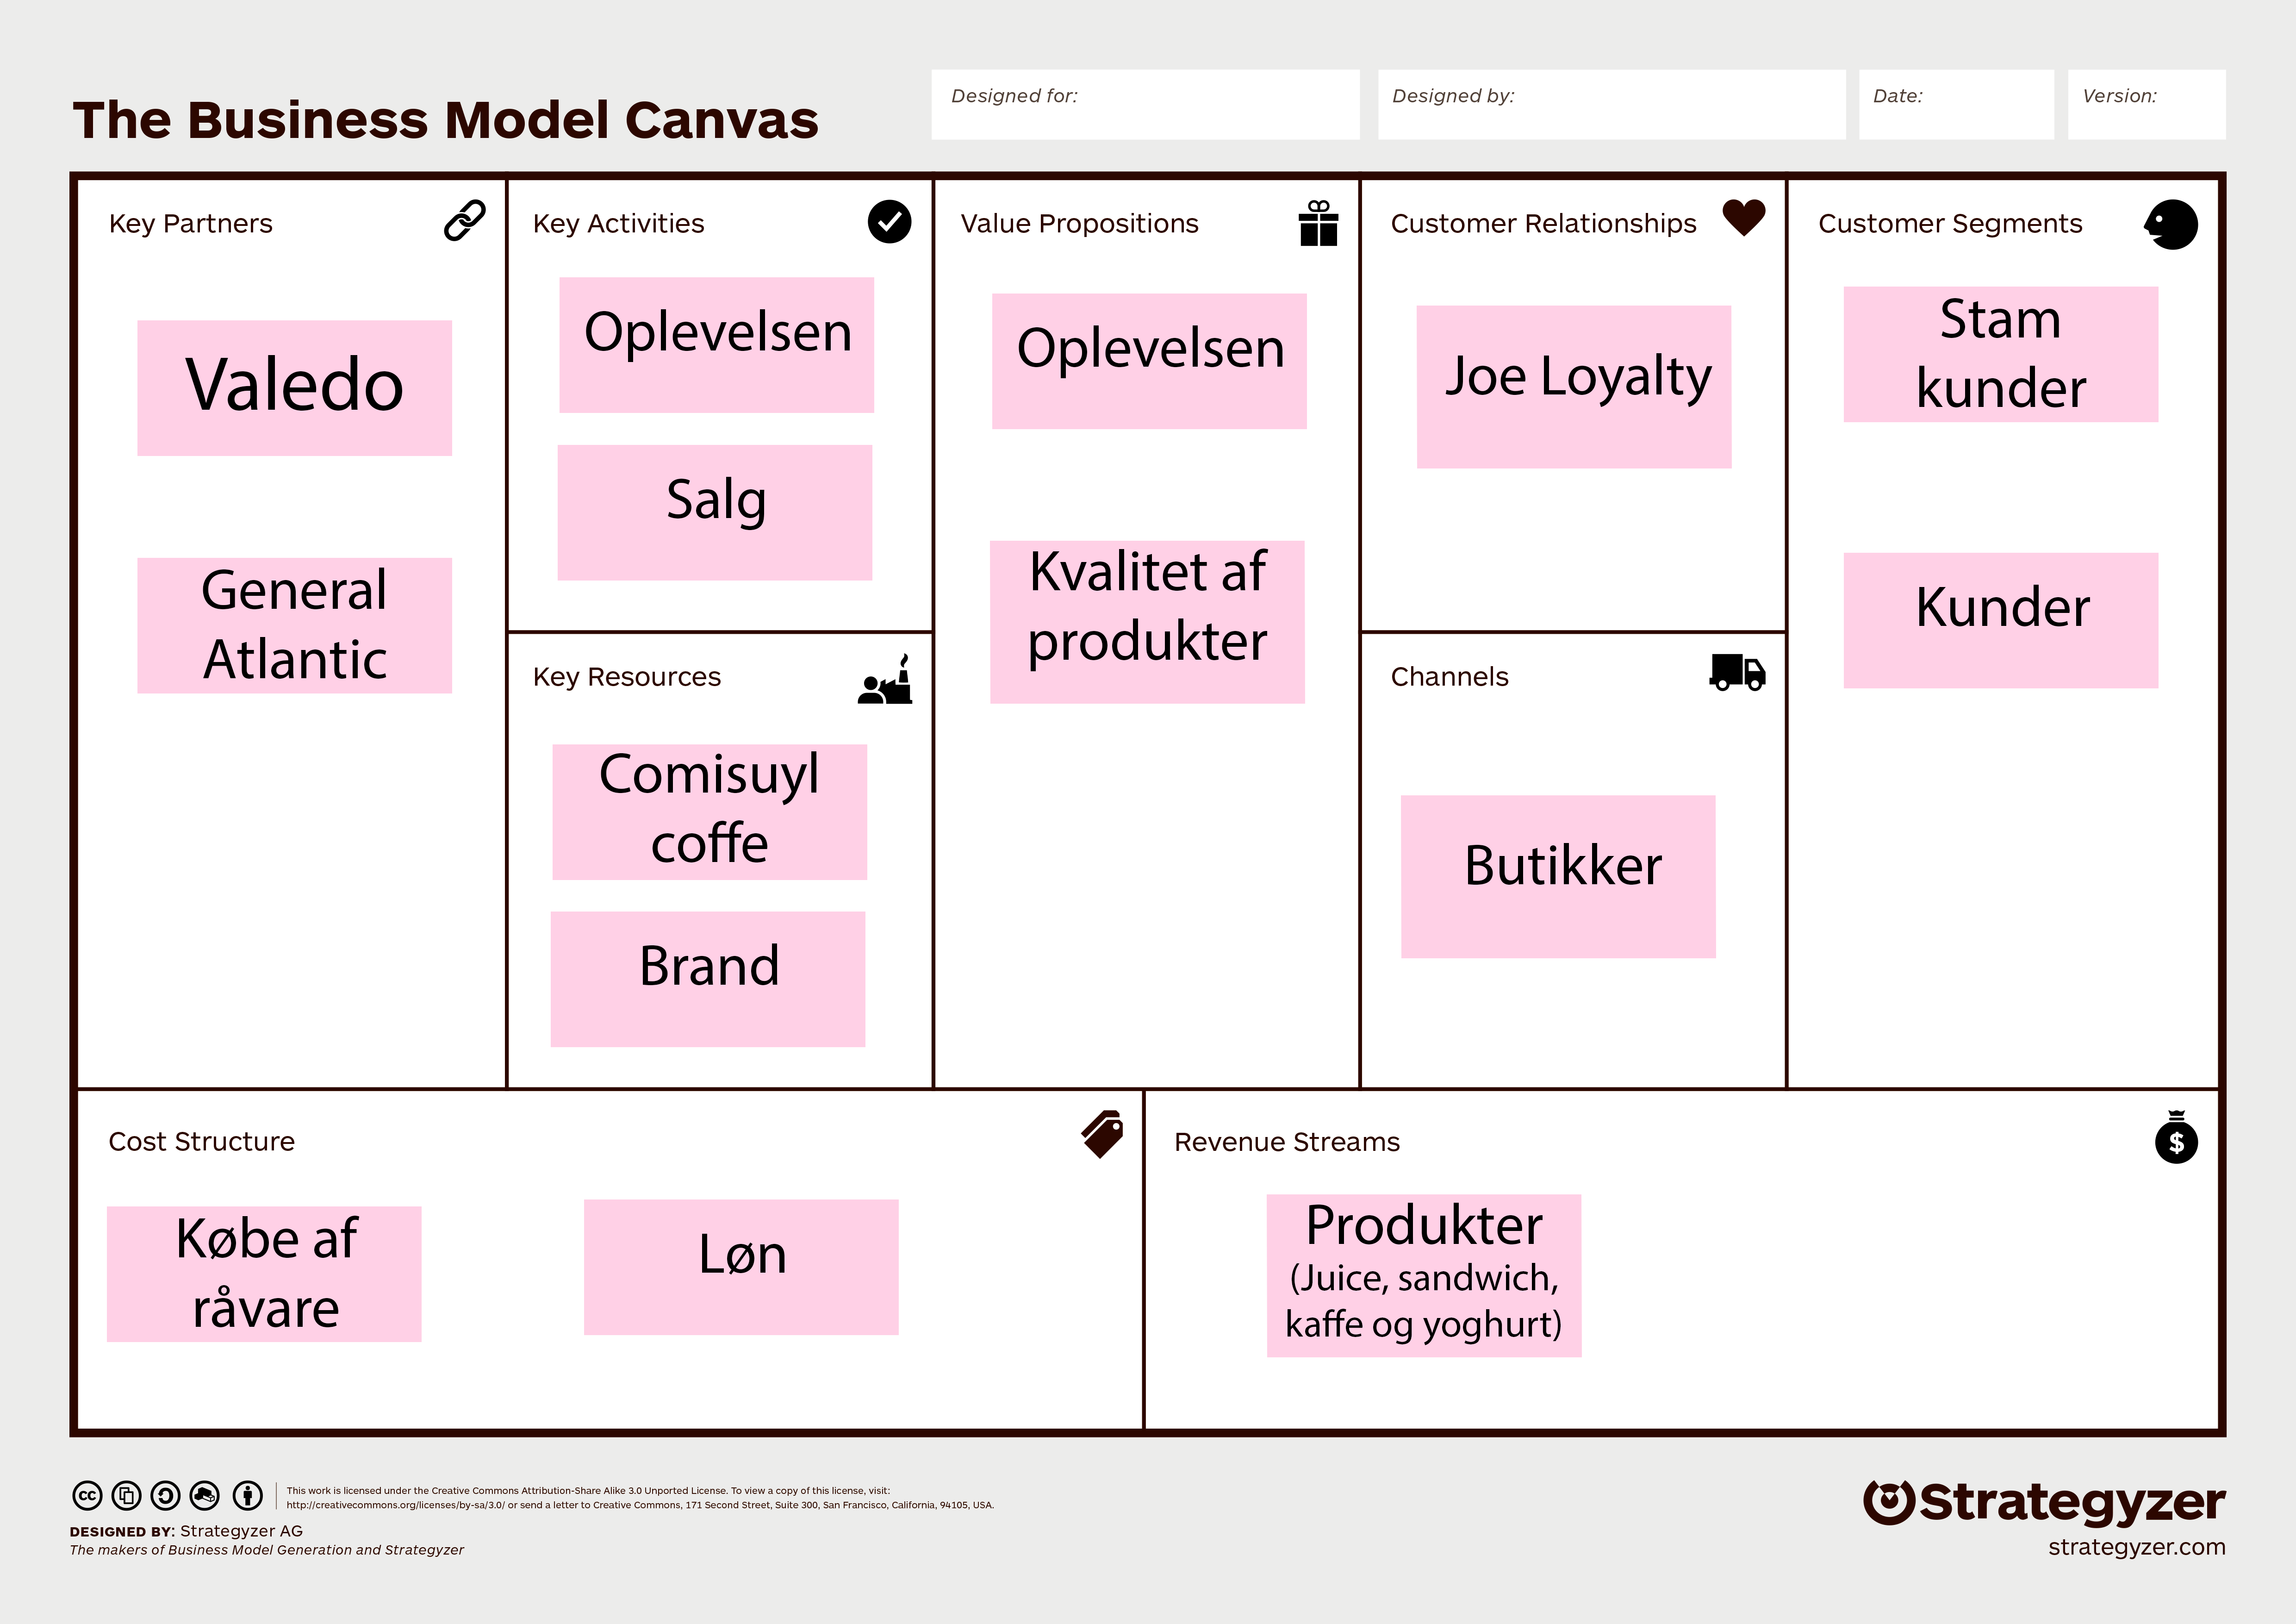 The Business Model Canvas
Designed for:
Designed by:
Date:
Version:
Key Partners
Valedo
General
Atlantic
Key Activities
Oplevelsen
Salg
Key Resources
Comisuyl
coffe
Brand
Value Propositions
Oplevelsen
Kvalitet af
produkter
Customer Relationships
Joe Loyalty
Channels
Butikker
Customer Segments
Stam
kunder
Kunder
Cost Structure
Købe af
råvare
Løn
Revenue Streams
$
Produkter
(Juice, sandwich,
kaffe og yoghurt)
cc
This work is licensed under the Creative Commons Attribution-Share Alike 3.0 Unported License. To view a copy of this license, visit:
http://creativecommons.org/licenses/by-sa/3.0/ or send a letter to Creative Commons, 171 Second Street, Suite 300, San Francisco, California, 94105, USA.
DESIGNED BY: Strategyzer AG
The makers of Business Model Generation and Strategyzer
Strategyzer
strategyzer.com